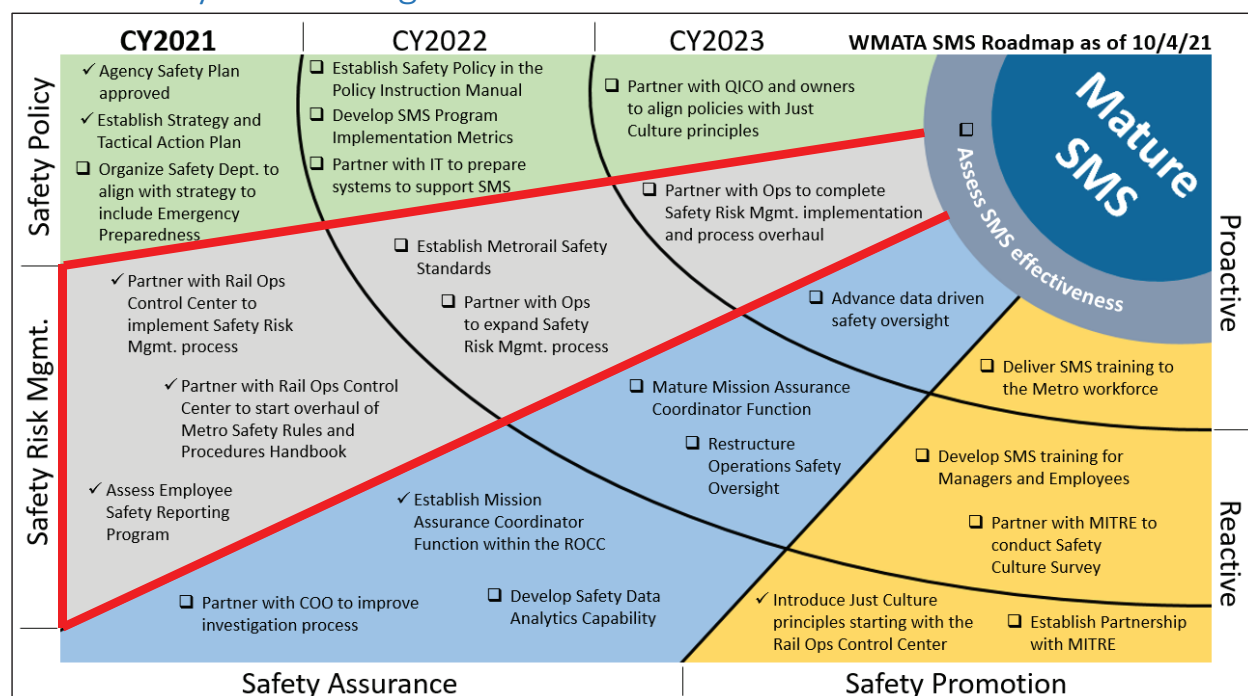 CY2021
CY2022
CY2023
WMATA SMS Roadmap as of 10/4/21
Safety Policy
✓ Agency Safety Plan
approved
✓ Establish Strategy and
Tactical Action Plan
❑ Organize Safety Dept. to
align with strategy to
include Emergency
Preparedness
❑ Establish Safety Policy in the
Policy Instruction Manual
❑ Develop SMS Program
Implementation Metrics
❑ Partner with IT to prepare
systems to support SMS
❑ Partner with QICO and owners
to align policies with Just
Culture principles
Safety Risk Mgmt.
✓ Partner with Rail Ops
Control Center to
implement Safety Risk
Mgmt. process
✓ Partner with Rail Ops Control
Center to start overhaul of
Metro Safety Rules and
Procedures Handbook
✓ Assess Employee
Safety Reporting
Program
❑ Establish Metrorail Safety
Standards
❑ Partner with Ops
to expand Safety
Risk Mgmt. process
❑ Partner with Ops to complete
Safety Risk Mgmt. implementation
and process overhaul
❑ Assess SMS effectiveness
Mature
SMS
Proactive
Reactive
❑ Advance data driven
safety oversight
❑ Mature Mission Assurance
Coordinator Function
❑ Restructure
Operations Safety
Oversight
✓ Establish Mission
Assurance Coordinator
Function within the ROCC
❑ Partner with COO to improve
investigation process
❑ Develop Safety Data
Analytics Capability
❑ Deliver SMS training to
the Metro workforce
❑ Develop SMS training for
Managers and Employees
❑ Partner with MITRE to
conduct Safety
Culture Survey
✓ Introduce Just Culture
principles starting with the
Rail Ops Control Center
❑ Establish Partnership
with MITRE
Safety Assurance
Safety Promotion